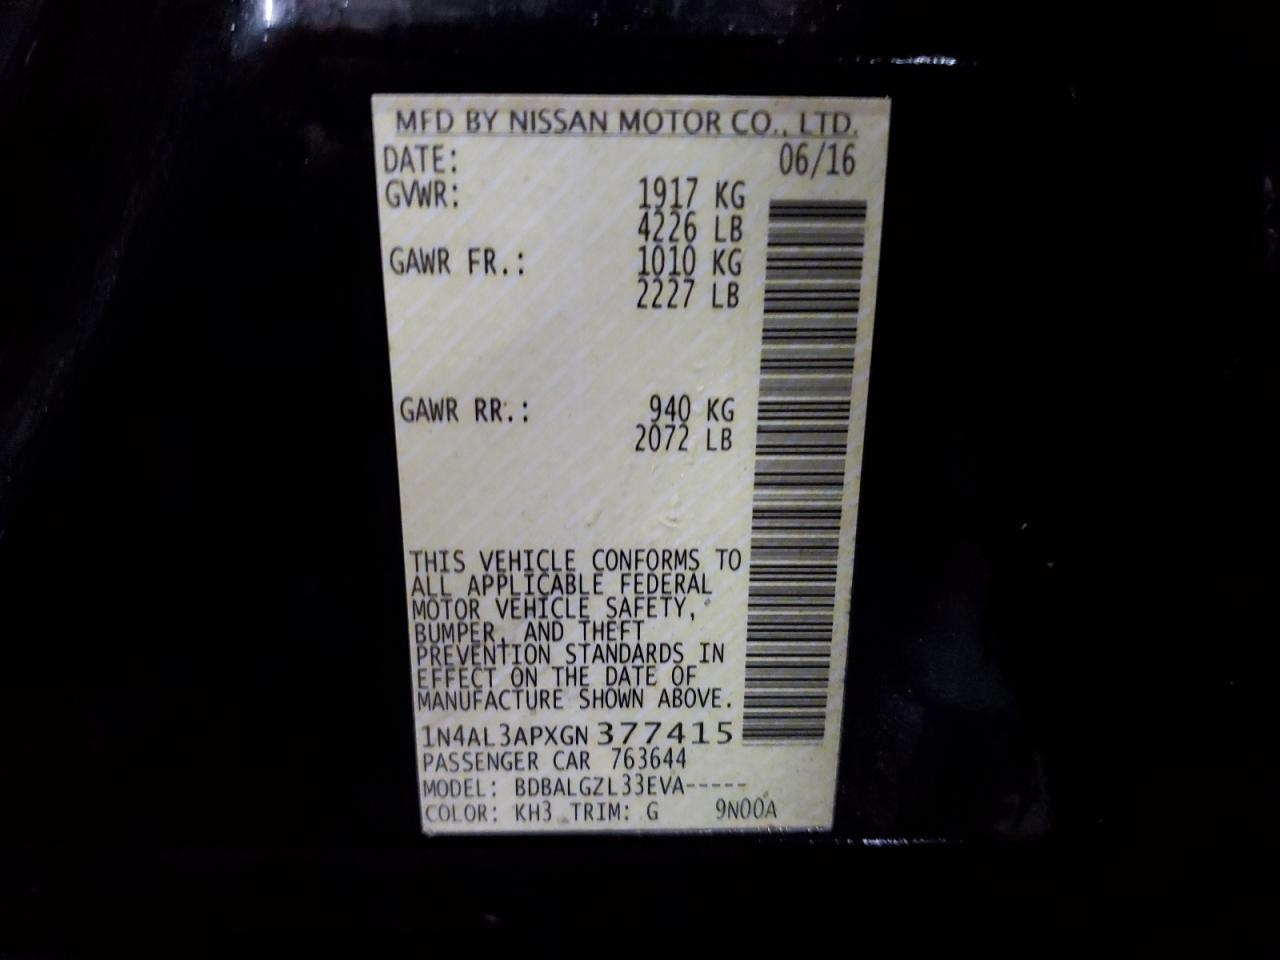 MFD BY NISSAN MOTOR CO., LTD.
DATE: 06/16
GVWR: 1917 KG
4226 LB
GAWR FR.: 1010 KG
2227 LB
GAWR RR.: 940 KG
2072 LB
THIS VEHICLE CONFORMS TO
ALL APPLICABLE FEDERAL
MOTOR VEHICLE SAFETY,
BUMPER, AND THEFT
PREVENTION STANDARDS IN
EFFECT ON THE DATE OF
MANUFACTURE SHOWN ABOVE.
1N4AL3APXGN377415
PASSENGER CAR 763644
MODEL: BDBALGZL33EVA-----
COLOR: KH3 TRIM: G 9N00A